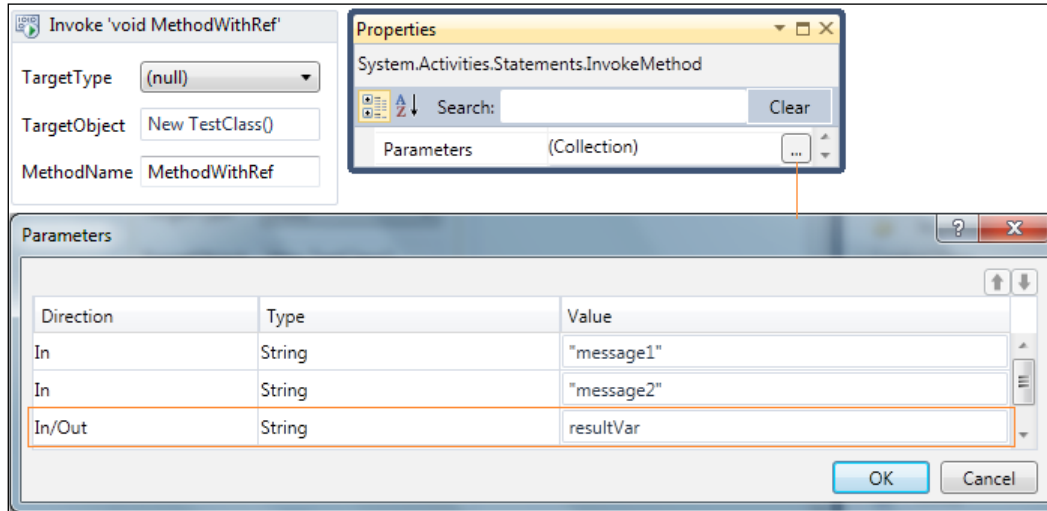 Invoke 'void MethodWithRef'
TargetType (null)
TargetObject New TestClass()
MethodName MethodWithRef
Properties
System.Activities.Statements.InvokeMethod
Search: Clear
Parameters (Collection) ...
Parameters
Direction Type Value
In String "message1"
In String "message2"
In/Out String resultVar
OK Cancel